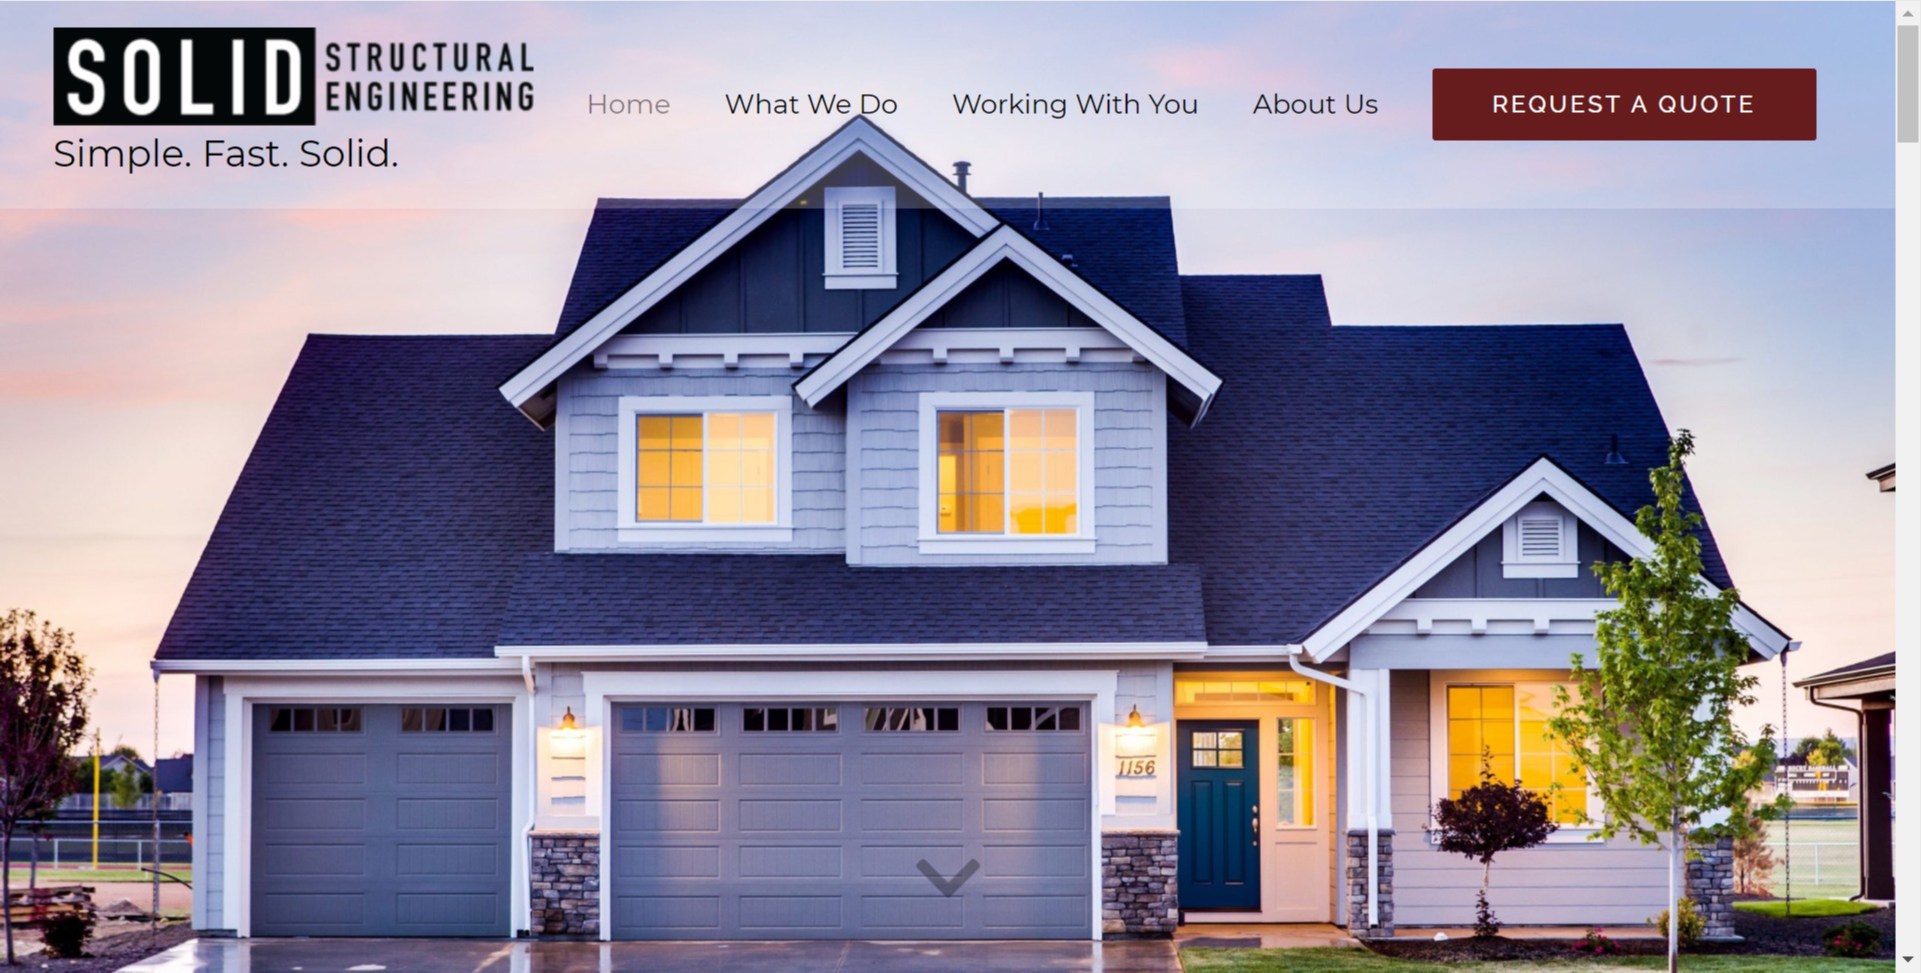 SOLID STRUCTURAL ENGINEERING
Simple. Fast. Solid.
Home What We Do Working With You About Us REQUEST A QUOTE
1156